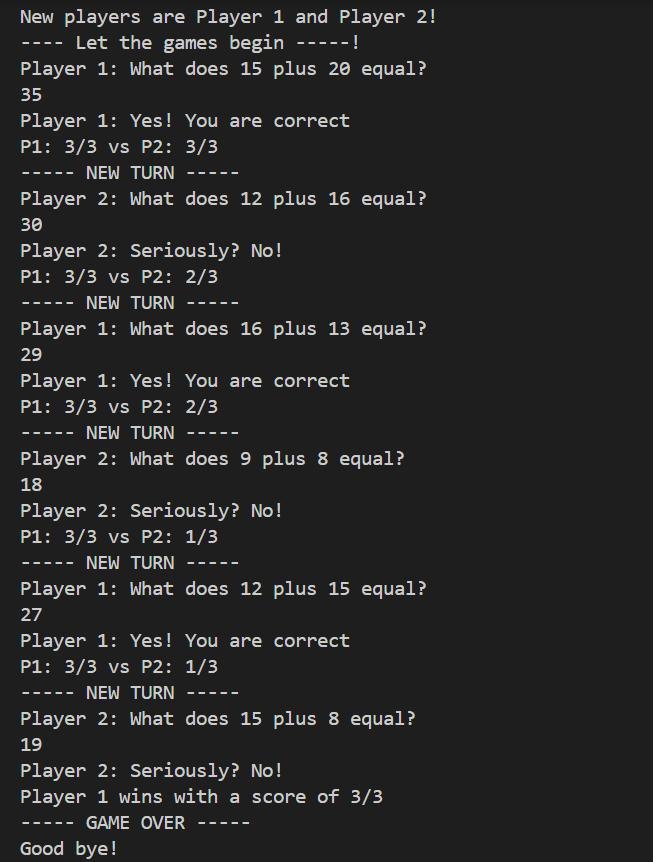 New players are Player 1 and Player 2!
---- Let the games begin -----!
Player 1: What does 15 plus 20 equal?
35
Player 1: Yes! You are correct
P1: 3/3 vs P2: 3/3
----- NEW TURN -----
Player 2: What does 12 plus 16 equal?
30
Player 2: Seriously? No!
P1: 3/3 vs P2: 2/3
----- NEW TURN -----
Player 1: What does 16 plus 13 equal?
29
Player 1: Yes! You are correct
P1: 3/3 vs P2: 2/3
----- NEW TURN -----
Player 2: What does 9 plus 8 equal?
18
Player 2: Seriously? No!
P1: 3/3 vs P2: 1/3
----- NEW TURN -----
Player 1: What does 12 plus 15 equal?
27
Player 1: Yes! You are correct
P1: 3/3 vs P2: 1/3
----- NEW TURN -----
Player 2: What does 15 plus 8 equal?
19
Player 2: Seriously? No!
Player 1 wins with a score of 3/3
----- GAME OVER -----
Good bye!